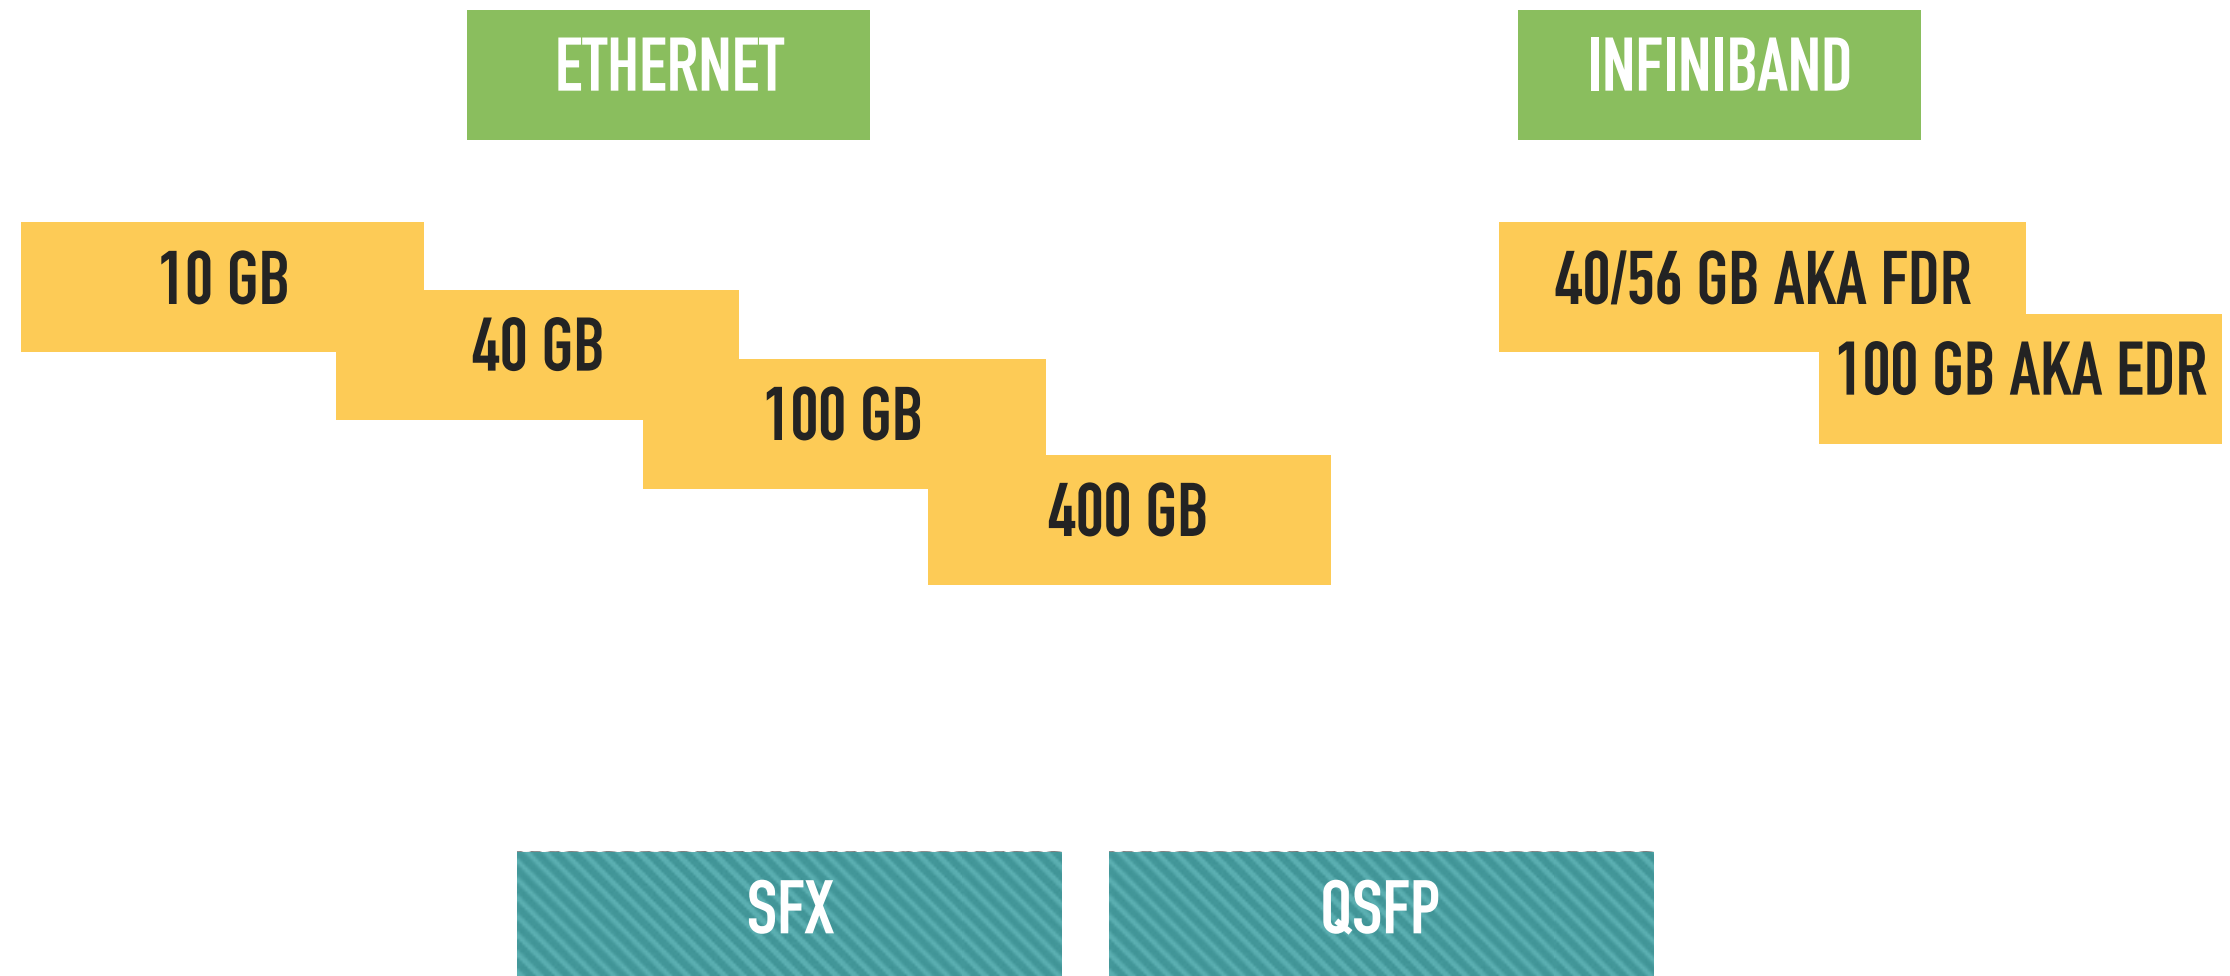 ETHERNET
INFINIBAND
10 GB
40 GB
100 GB
400 GB
40/56 GB AKA FDR
100 GB AKA EDR
SFX
QSFP